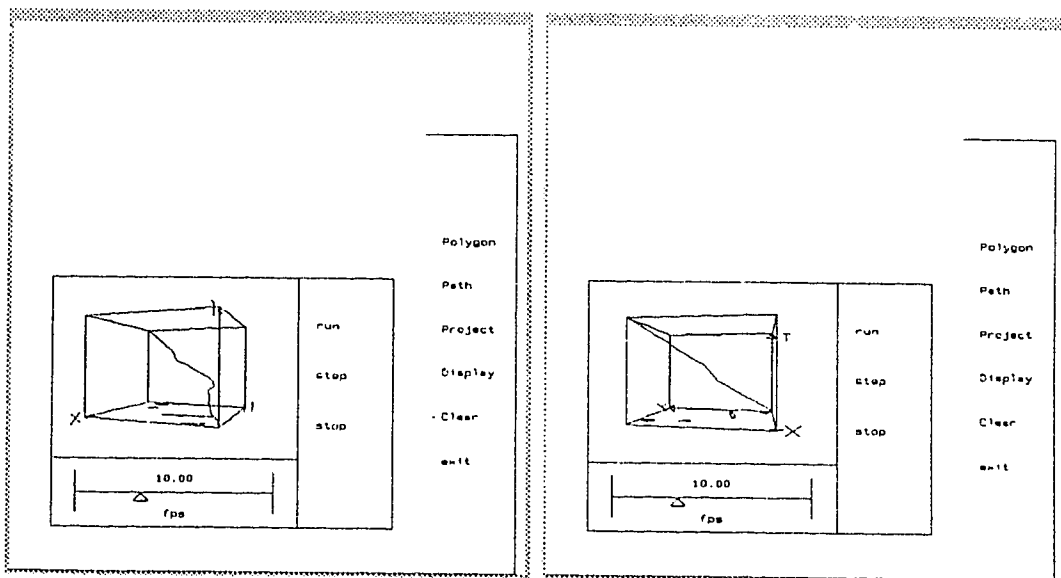 Polygon
Path
run
Project
step
Display
X
Clear
stop
exit
10.00
fps
Polygon
Path
run
Project
T
step
Display
Clear
X
stop
exit
10.00
fps